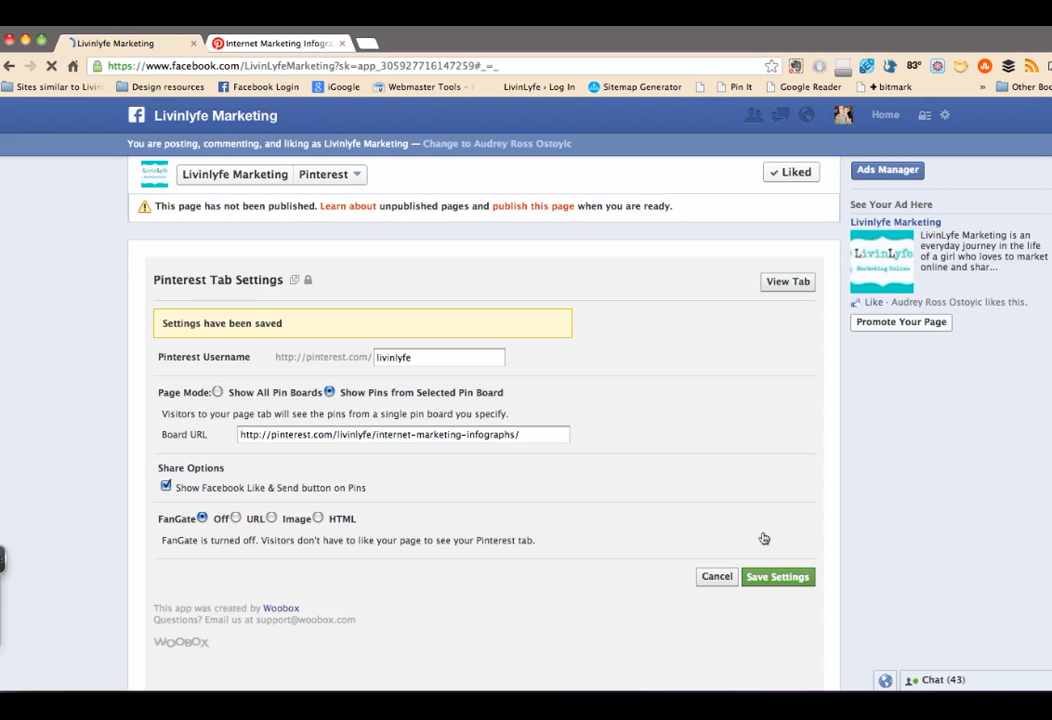 Livinlyfe Marketing
Internet Marketing Infogra
https://www.facebook.com/LivinLyfeMarketing?sk=app_305927716147259#_=_
83°
Sites similar to Livin
Design resources
Facebook Login
iGoogle
Webmaster Tools -
LivinLyfe › Log In
Sitemap Generator
Pin It
Google Reader
+ bitmark
»
Other Boo
Livinlyfe Marketing
Home
You are posting, commenting, and liking as Livinlyfe Marketing — Change to Audrey Ross Ostoyic
Livinlyfe Marketing
Pinterest
Liked
Ads Manager
This page has not been published. Learn about unpublished pages and publish this page when you are ready.
See Your Ad Here
Livinlyfe Marketing
LivinLyfe
Marketing Online
LivinLyfe Marketing is an
everyday journey in the life
of a girl who loves to market
online and shar...
Like · Audrey Ross Ostoyic likes this.
Promote Your Page
Pinterest Tab Settings
View Tab
Settings have been saved
Pinterest Username http://pinterest.com/ livinlyfe
Page Mode: Show All Pin Boards Show Pins from Selected Pin Board
Visitors to your page tab will see the pins from a single pin board you specify.
Board URL http://pinterest.com/livinlyfe/internet-marketing-infographs/
Share Options
Show Facebook Like & Send button on Pins
FanGate Off URL Image HTML
FanGate is turned off. Visitors don't have to like your page to see your Pinterest tab.
Cancel
Save Settings
This app was created by Woobox
Questions? Email us at support@woobox.com
WOOBOX
Chat (43)